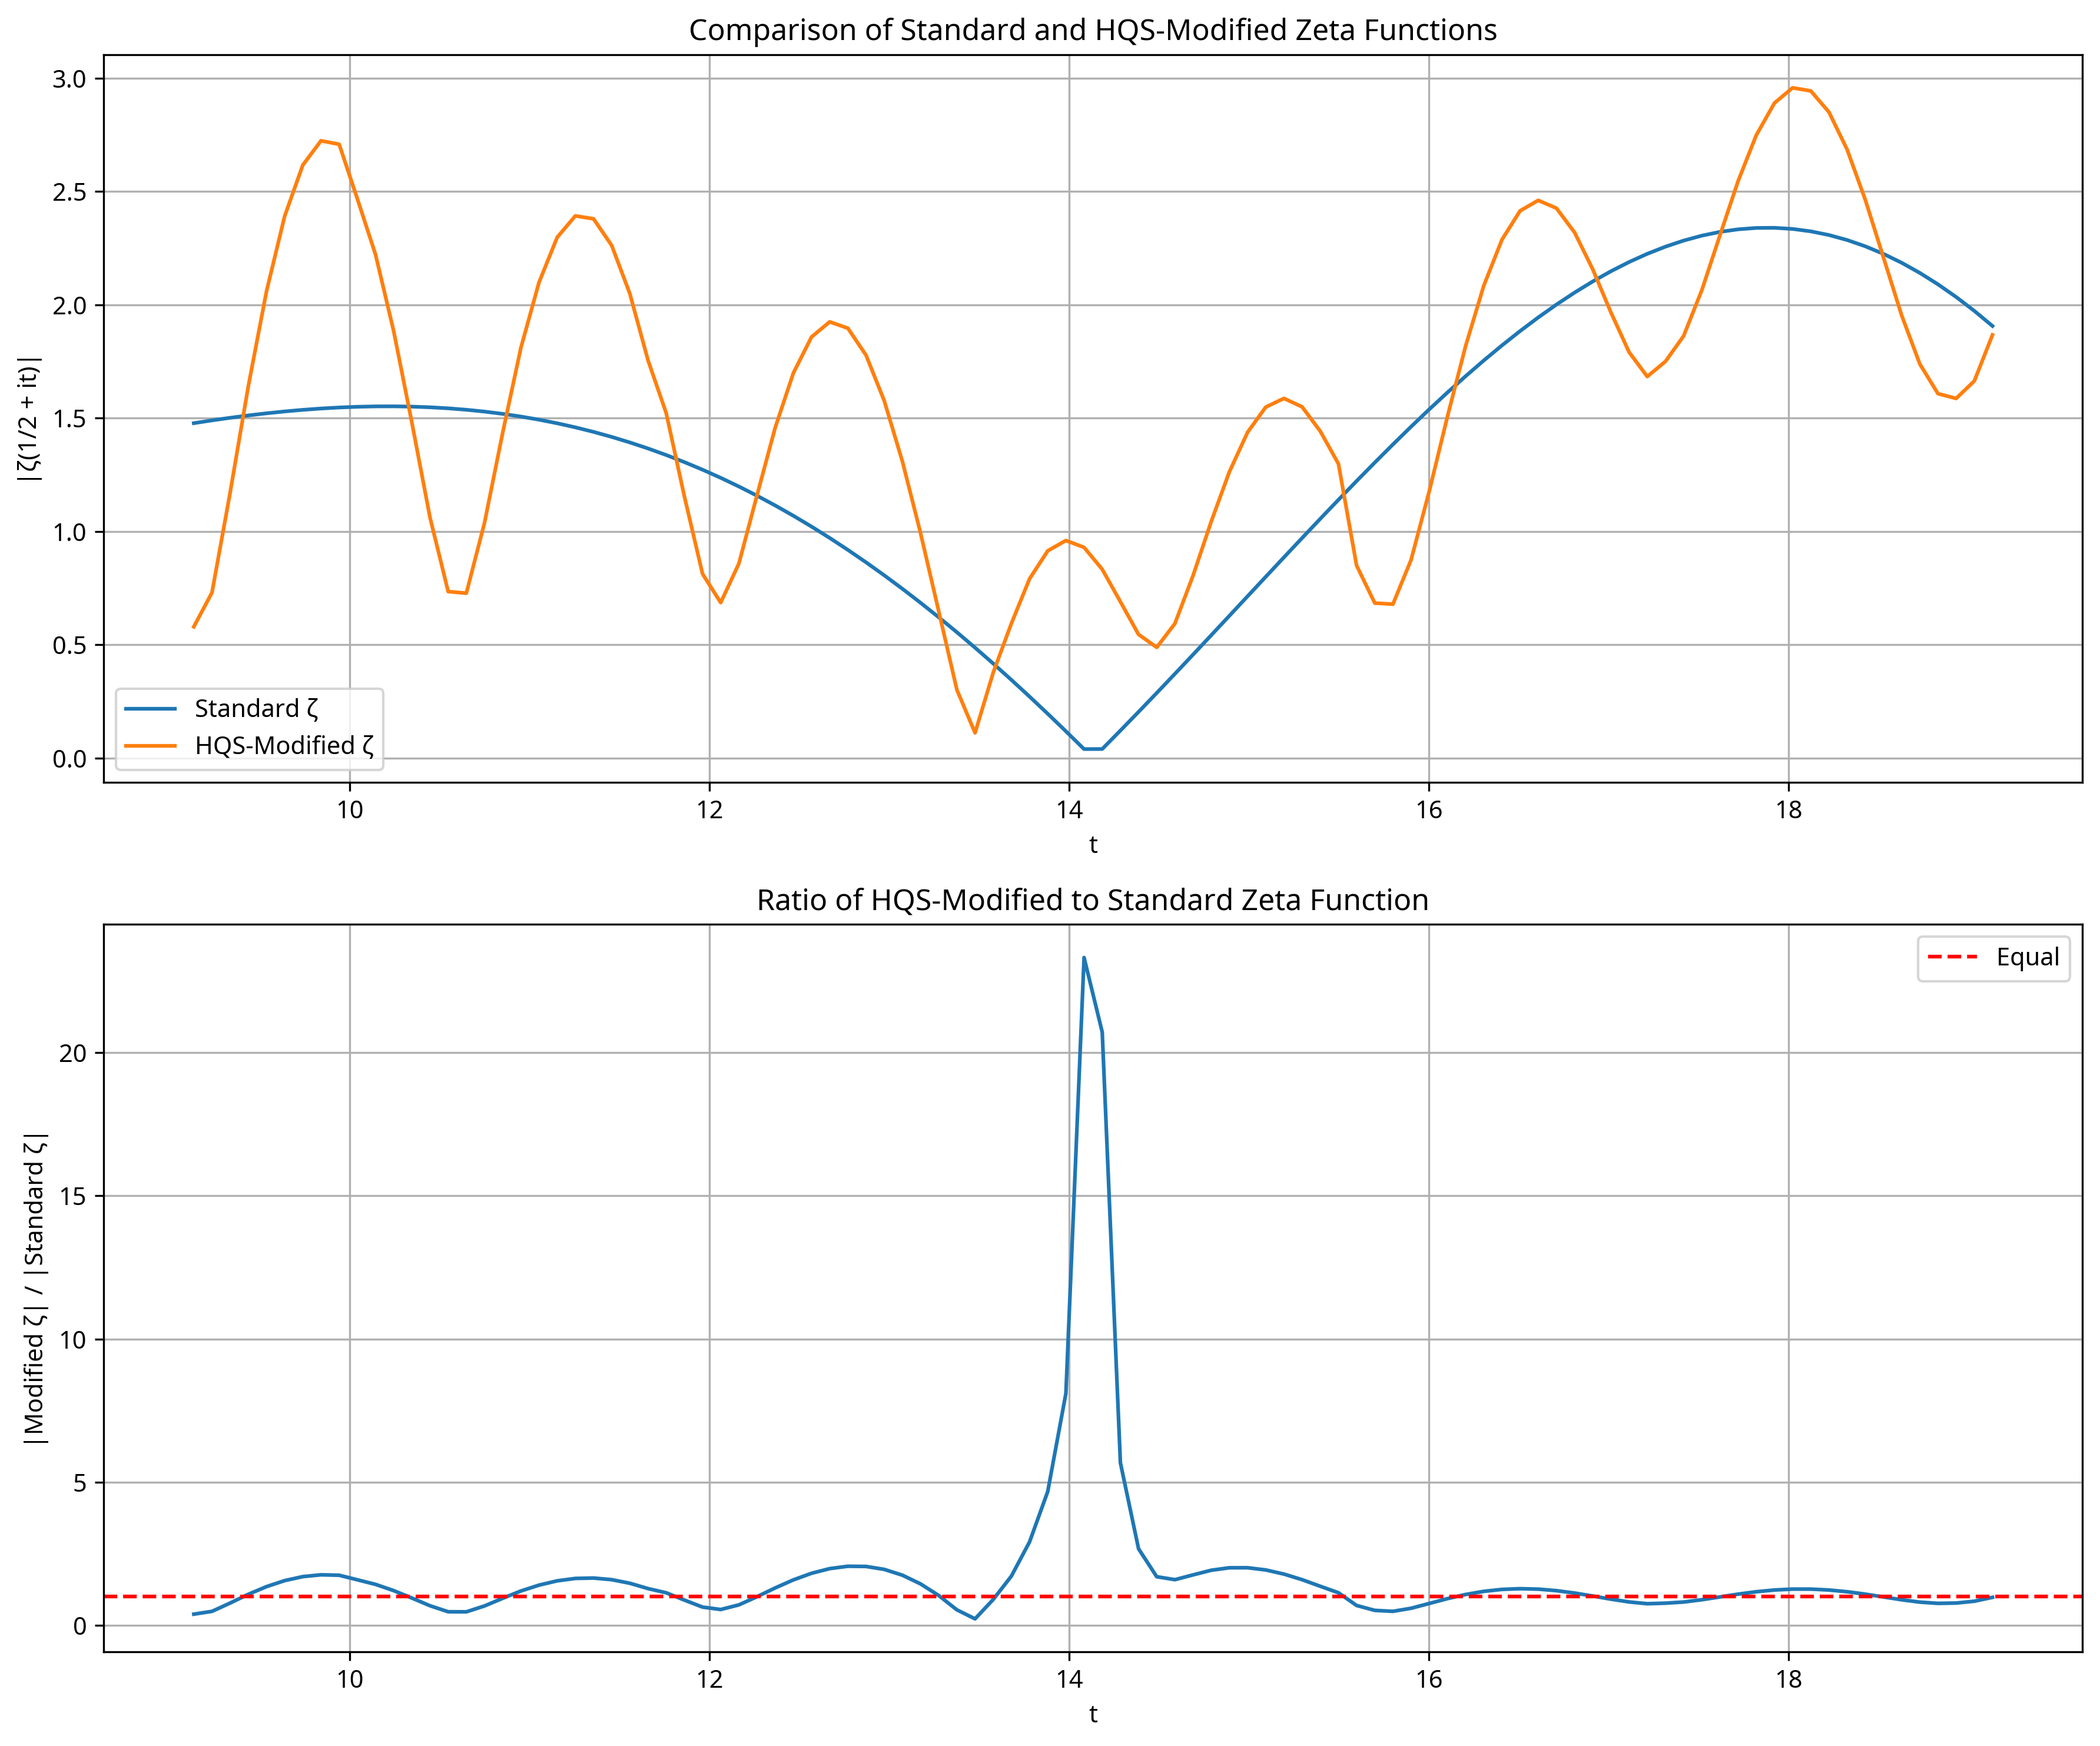 Comparison of Standard and HQS-Modified Zeta Functions
3.0
2.5
2.0
1.5
1.0
0.5
0.0
|ζ(1/2 + it)|
Standard ζ
HQS-Modified ζ
10 12 14 16 18
t
Ratio of HQS-Modified to Standard Zeta Function
Equal
20
15
10
5
0
|Modified ζ| / |Standard ζ|
10 12 14 16 18
t